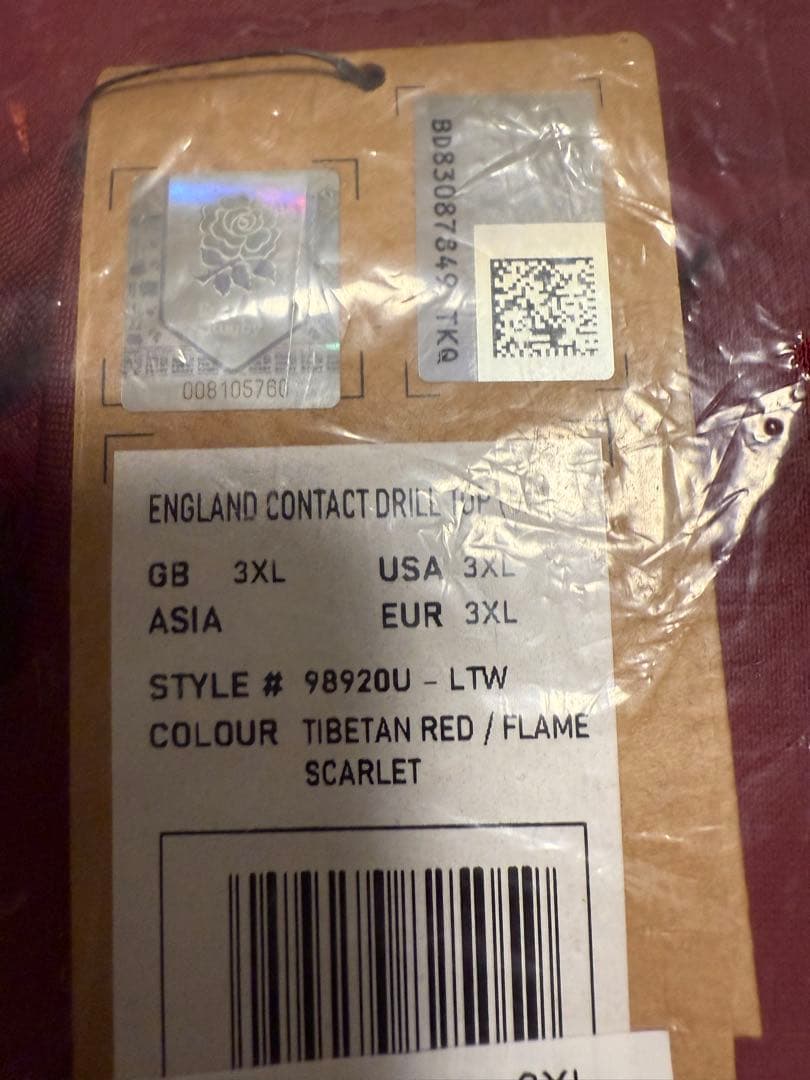 BD83087849 TKQ
008105760
ENGLAND CONTACT DRILL TOP
GB 3XL USA 3XL
ASIA EUR 3XL
STYLE # 98920U - LTW
COLOUR TIBETAN RED / FLAME
SCARLET